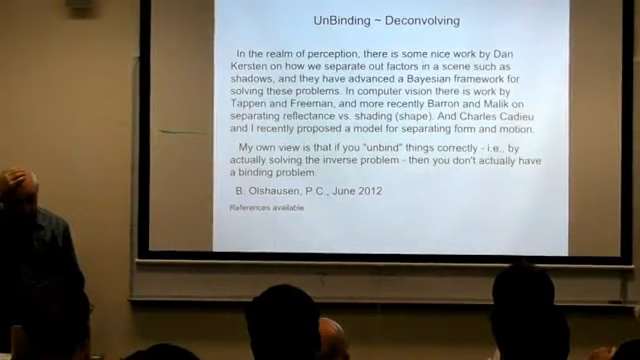 UnBinding ~ Deconvolving
In the realm of perception, there is some nice work by Dan
Kersten on how we separate out factors in a scene such as
shadows, and they have advanced a Bayesian framework for
solving these problems. In computer vision there is work by
Tappen and Freeman, and more recently Barron and Malik on
separating reflectance vs. shading (shape). And Charles Cadieu
and I recently proposed a model for separating form and motion.
My own view is that if you "unbind" things correctly - i.e., by
actually solving the inverse problem - then you don't actually have
a binding problem.
B. Olshausen, P.C., June 2012
References available